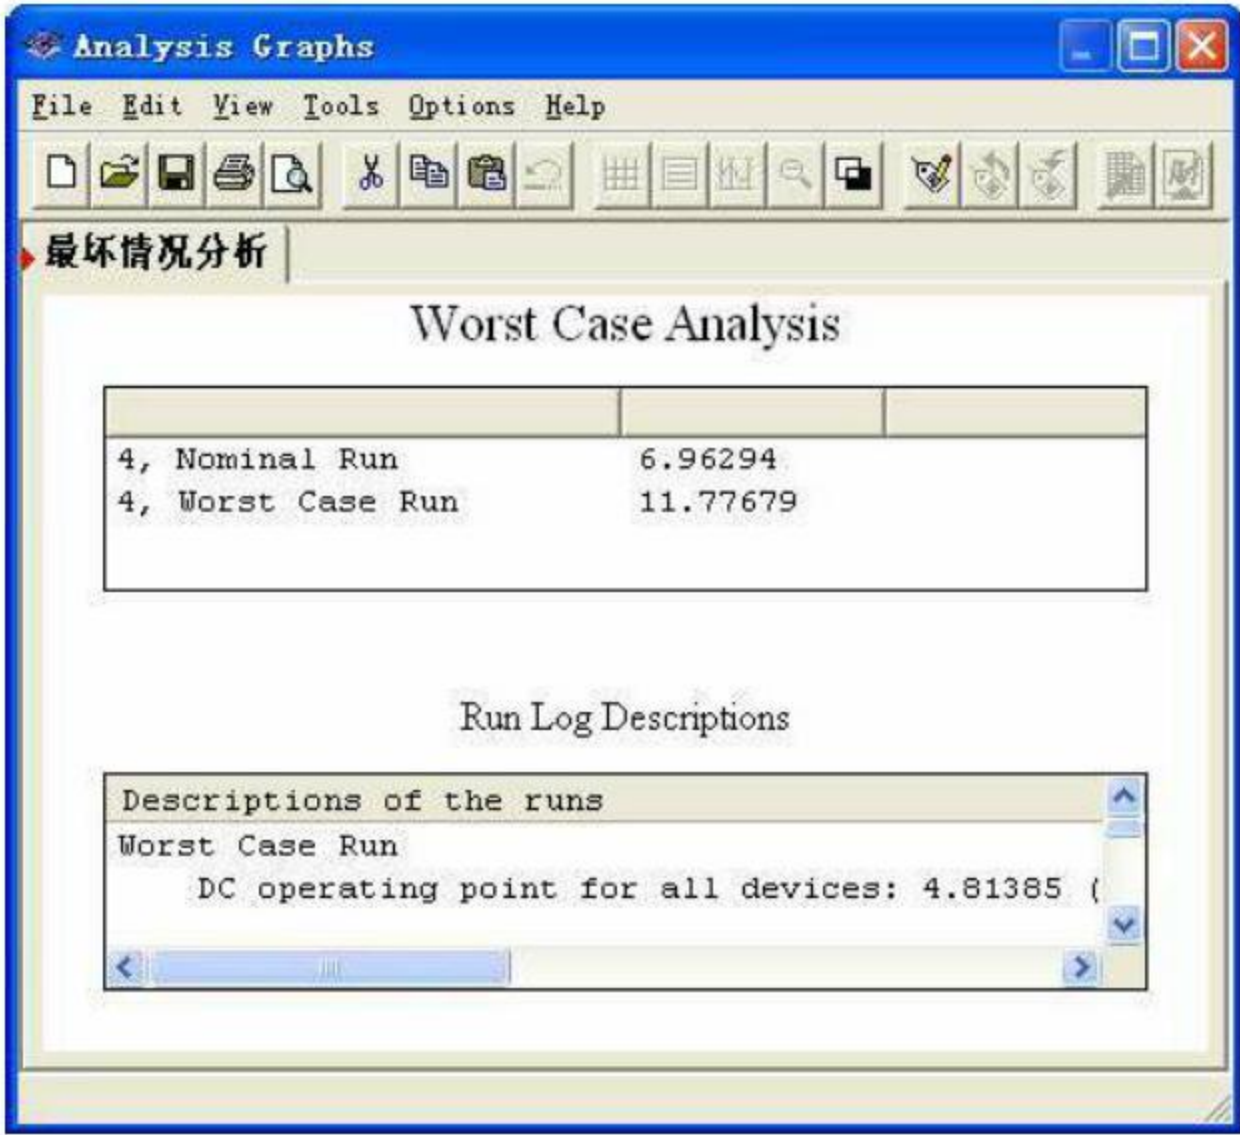 Analysis Graphs
File Edit View Tools Options Help
最坏情况分析
Worst Case Analysis
4, Nominal Run 6.96294
4, Worst Case Run 11.77679
Run Log Descriptions
Descriptions of the runs
Worst Case Run
DC operating point for all devices: 4.81385 (